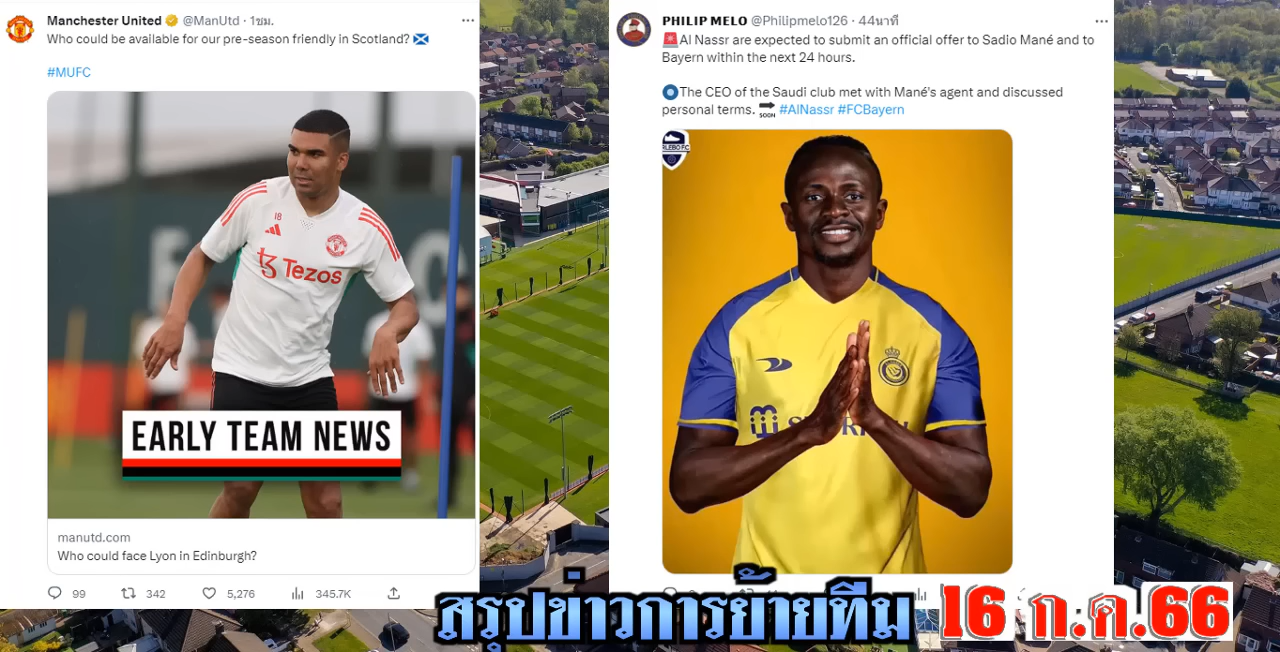 Manchester United @ManUtd · 1ชม.
Who could be available for our pre-season friendly in Scotland?
#MUFC
18
Tezos
EARLY TEAM NEWS
manutd.com
Who could face Lyon in Edinburgh?
99 342 5,276 345.7K
PHILIP MELO @Philipmelo126 · 44นาที
Al Nassr are expected to submit an official offer to Sadio Mané and to
Bayern within the next 24 hours.
The CEO of the Saudi club met with Mané's agent and discussed
personal terms. SOON #AlNassr #FCBayern
RLEBO FC
สรุปข่าวการย้ายทีม 16 ก.ค.66